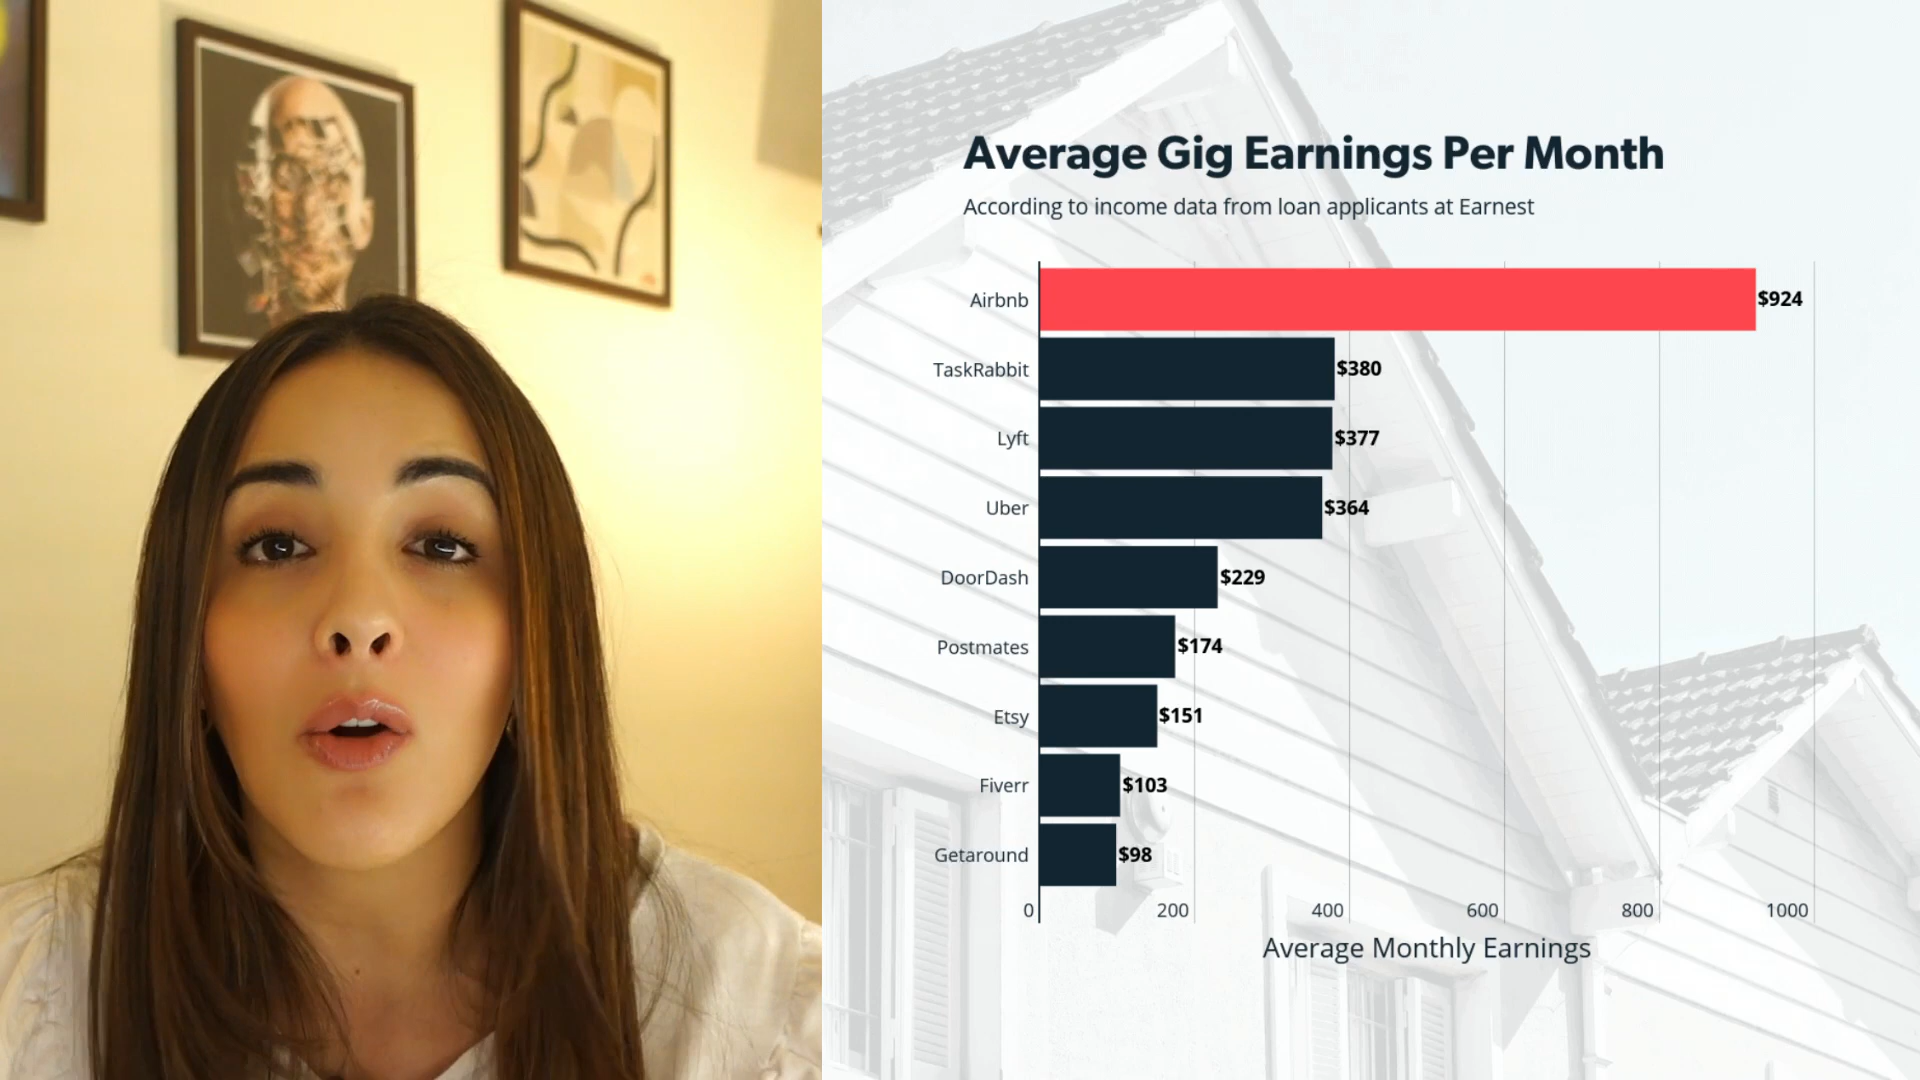 Average Gig Earnings Per Month
According to income data from loan applicants at Earnest
Airbnb $924
TaskRabbit $380
Lyft $377
Uber $364
DoorDash $229
Postmates $174
Etsy $151
Fiverr $103
Getaround $98
0 200 400 600 800 1000
Average Monthly Earnings